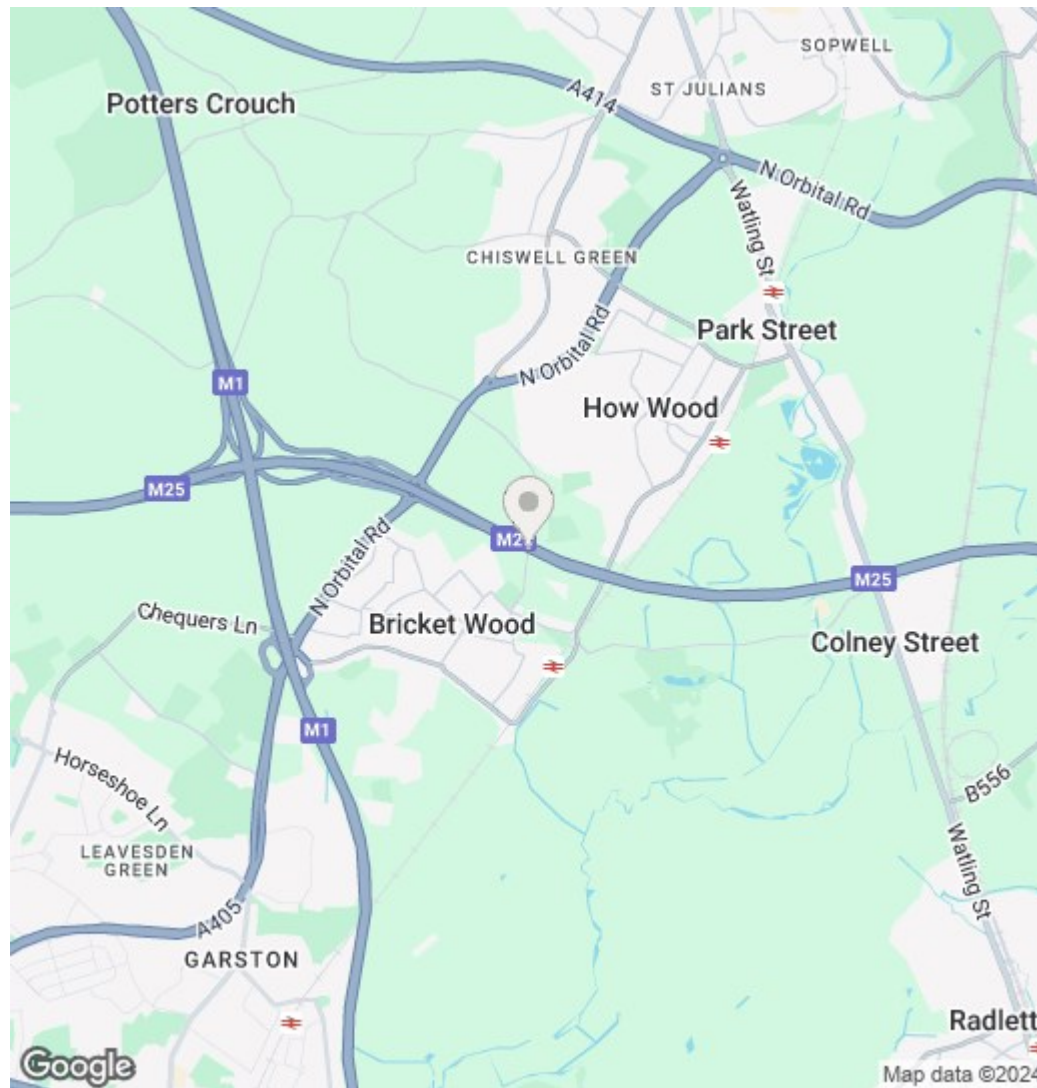 SOPWELL
ST JULIANS
A414
Potters Crouch
N Orbital Rd
Watling St
CHISWELL GREEN
Park Street
N Orbital Rd
M1
How Wood
M25
M2
N Orbital Rd
M25
Chequers Ln
Bricket Wood
Colney Street
M1
Horseshoe Ln
B556
LEAVESDEN
GREEN
Watling St
A405
GARSTON
Radlett
Google
Map data ©2024